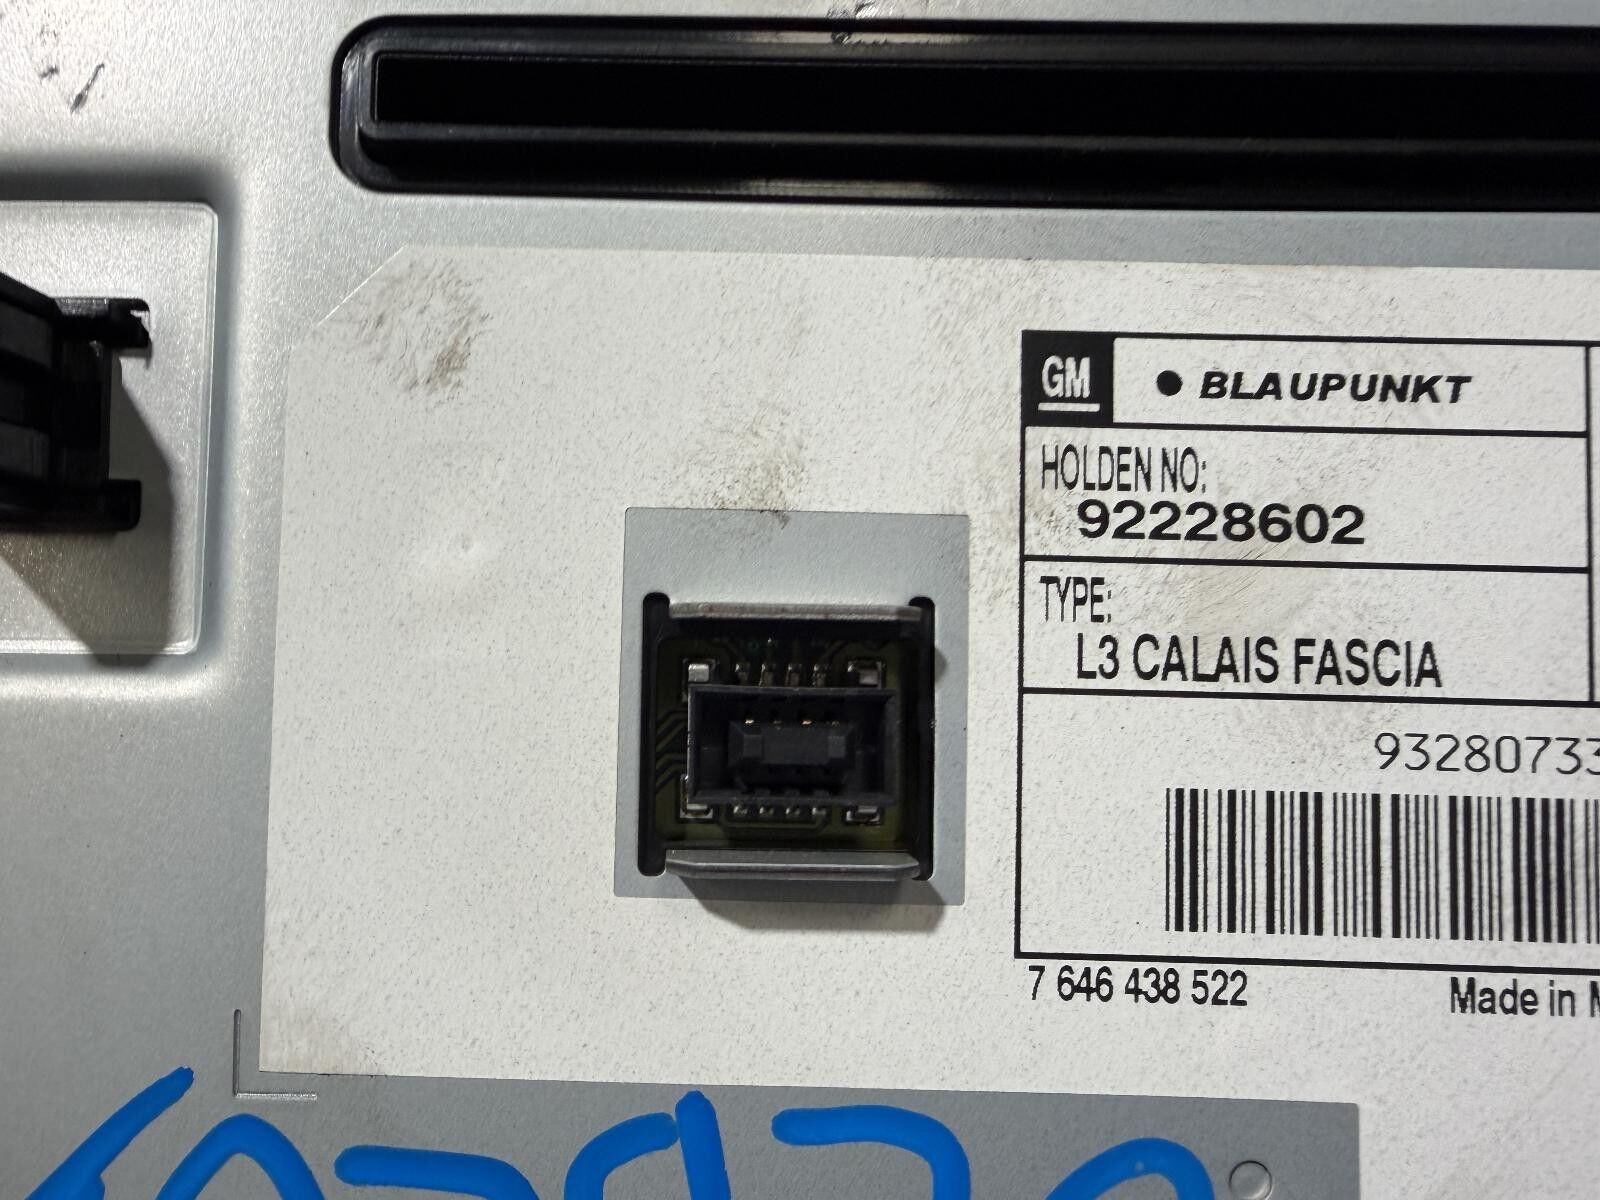 GM BLAUPUNKT
HOLDEN NO:
92228602
TYPE:
L3 CALAIS FASCIA
93280733
7 646 438 522
Made in